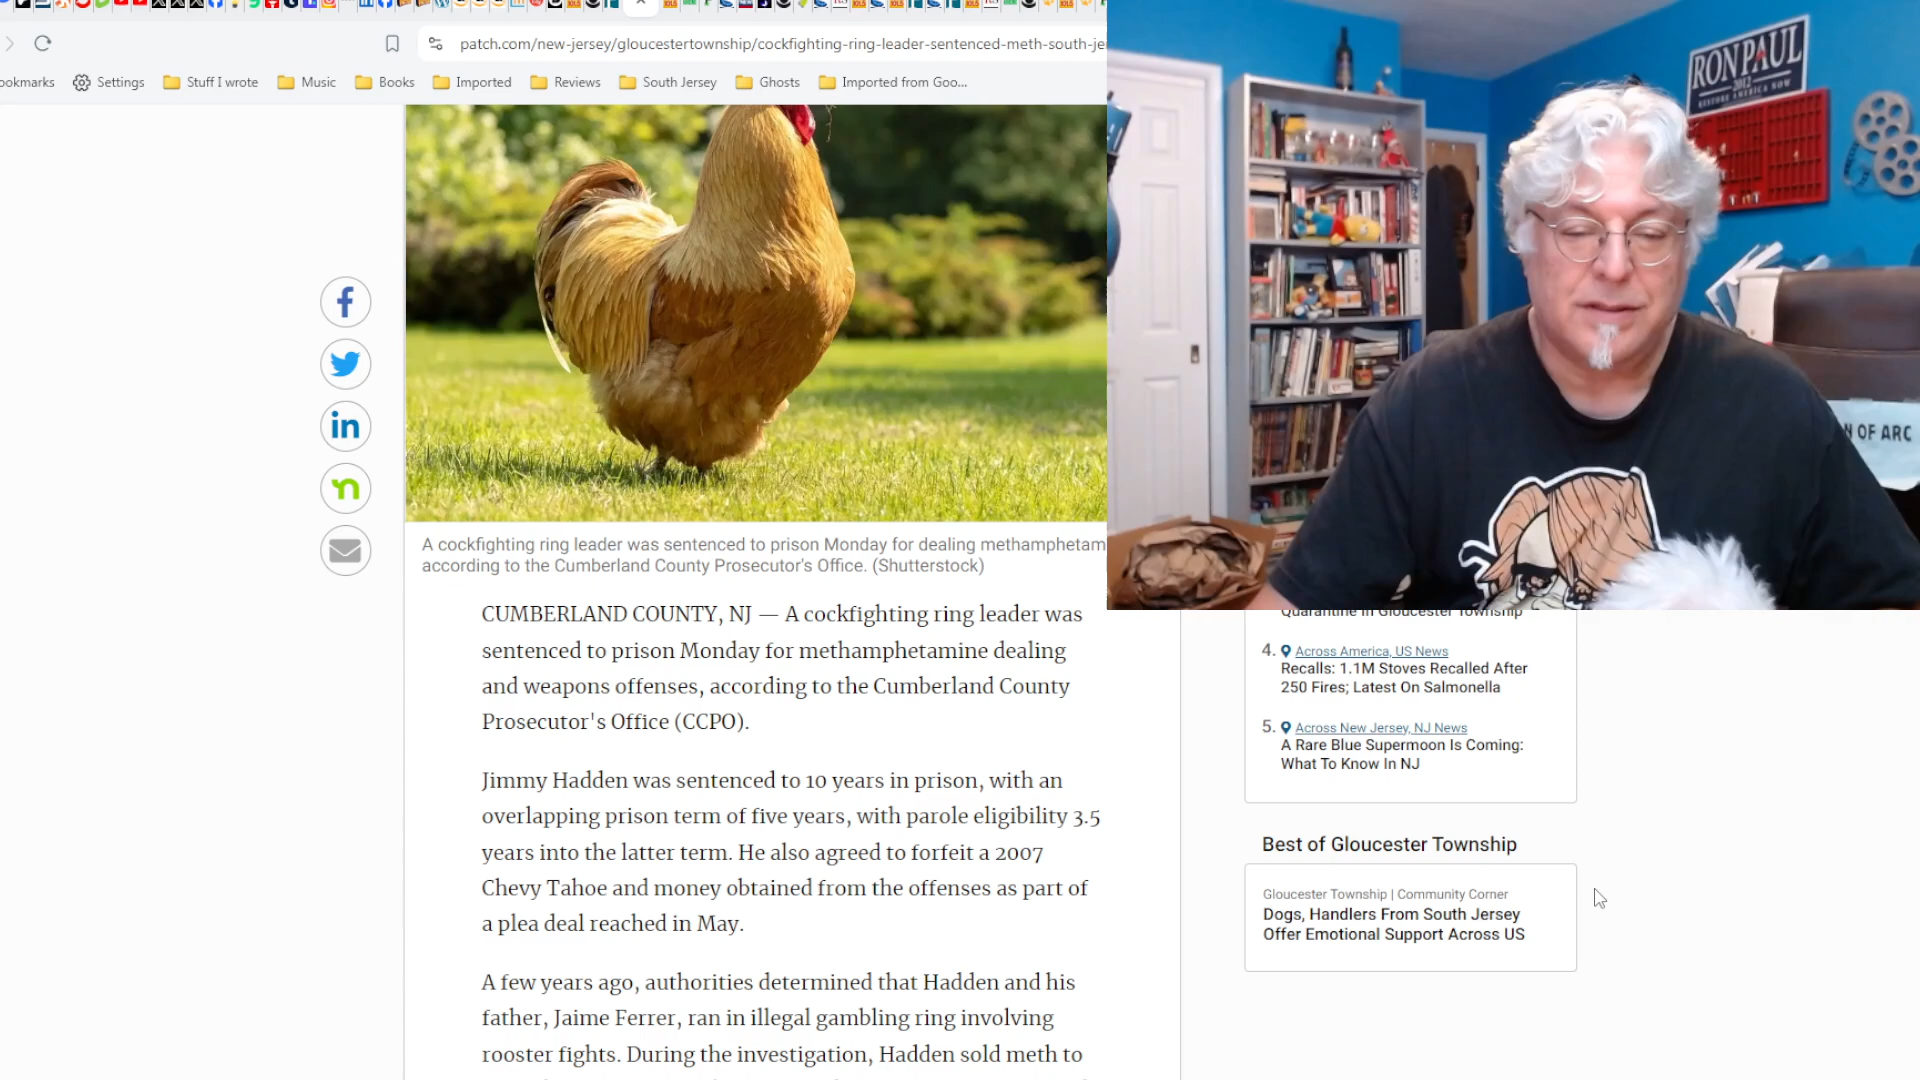 patch.com/new-jersey/gloucestertownship/cockfighting-ring-leader-sentenced-meth-south-je
ookmarks Settings Stuff I wrote Music Books Imported Reviews South Jersey Ghosts Imported from Goo...
RON PAUL
2012
RESTORE AMERICA NOW
N OF ARC
A cockfighting ring leader was sentenced to prison Monday for dealing methamphetam
according to the Cumberland County Prosecutor's Office. (Shutterstock)
CUMBERLAND COUNTY, NJ — A cockfighting ring leader was
sentenced to prison Monday for methamphetamine dealing
and weapons offenses, according to the Cumberland County
Prosecutor's Office (CCPO).
Jimmy Hadden was sentenced to 10 years in prison, with an
overlapping prison term of five years, with parole eligibility 3.5
years into the latter term. He also agreed to forfeit a 2007
Chevy Tahoe and money obtained from the offenses as part of
a plea deal reached in May.
A few years ago, authorities determined that Hadden and his
father, Jaime Ferrer, ran in illegal gambling ring involving
rooster fights. During the investigation, Hadden sold meth to
Quarantine In Gloucester Township
4. Across America, US News
Recalls: 1.1M Stoves Recalled After
250 Fires; Latest On Salmonella
5. Across New Jersey, NJ News
A Rare Blue Supermoon Is Coming:
What To Know In NJ
Best of Gloucester Township
Gloucester Township | Community Corner
Dogs, Handlers From South Jersey
Offer Emotional Support Across US